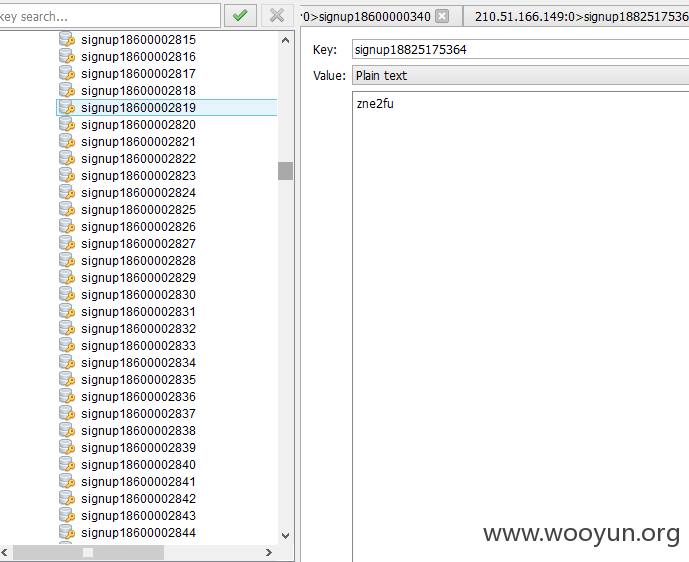 key search...
:0>signup18600000340
210.51.166.149:0>signup1882517536
signup18600002815
signup18600002816
signup18600002817
signup18600002818
signup18600002819
signup18600002820
signup18600002821
signup18600002822
signup18600002823
signup18600002824
signup18600002825
signup18600002826
signup18600002827
signup18600002828
signup18600002829
signup18600002830
signup18600002831
signup18600002832
signup18600002833
signup18600002834
signup18600002835
signup18600002836
signup18600002837
signup18600002838
signup18600002839
signup18600002840
signup18600002841
signup18600002842
signup18600002843
signup18600002844
Key: signup18825175364
Value: Plain text
zne2fu
www.wooyun.org